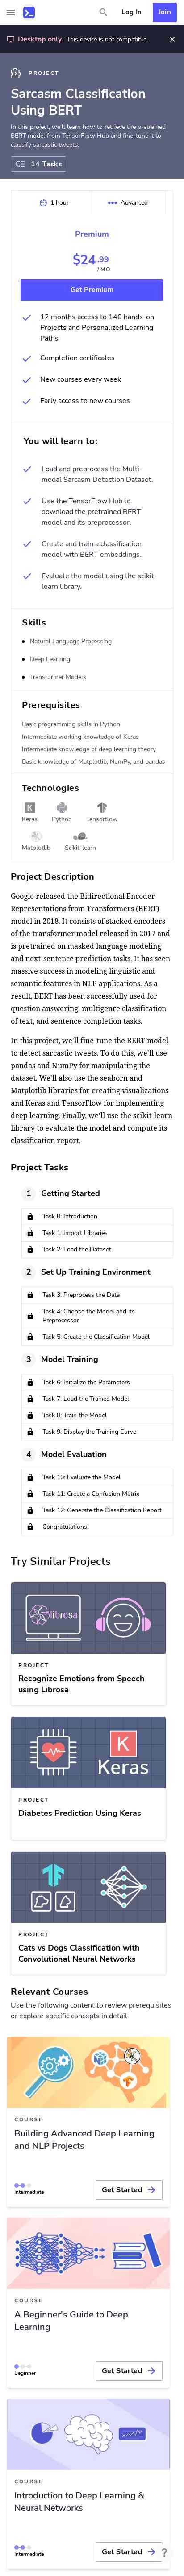 Log In
Join
Desktop only. This device is not compatible.
PROJECT
Sarcasm Classification
Using BERT
In this project, we'll learn how to retrieve the pretrained
BERT model from TensorFlow Hub and fine-tune it to
classify sarcastic tweets.
14 Tasks
1 hour
Advanced
Premium
$24.99
/ MO
Get Premium
12 months access to 140 hands-on
Projects and Personalized Learning
Paths
Completion certificates
New courses every week
Early access to new courses
You will learn to:
Load and preprocess the Multi-
modal Sarcasm Detection Dataset.
Use the TensorFlow Hub to
download the pretrained BERT
model and its preprocessor.
Create and train a classification
model with BERT embeddings.
Evaluate the model using the scikit-
learn library.
Skills
Natural Language Processing
Deep Learning
Transformer Models
Prerequisites
Basic programming skills in Python
Intermediate working knowledge of Keras
Intermediate knowledge of deep learning theory
Basic knowledge of Matplotlib, NumPy, and pandas
Technologies
Keras
Python
Tensorflow
Matplotlib
Scikit-learn
Project Description
Google released the Bidirectional Encoder
Representations from Transformers (BERT)
model in 2018. It consists of stacked encoders
of the transformer model released in 2017 and
is pretrained on masked language modeling
and next-sentence prediction tasks. It has seen
massive success in modeling linguistic and
semantic features in NLP applications. As a
result, BERT has been successfully used for
question answering, multigenre classification
of text, and sentence completion tasks.
In this project, we'll fine-tune the BERT model
to detect sarcastic tweets. To do this, we'll use
pandas and NumPy for manipulating the
dataset. We'll also use the seaborn and
Matplotlib libraries for creating visualizations
and Keras and TensorFlow for implementing
deep learning. Finally, we'll use the scikit-learn
library to evaluate the model and compute its
classification report.
Project Tasks
1
Getting Started
Task 0: Introduction
Task 1: Import Libraries
Task 2: Load the Dataset
2
Set Up Training Environment
Task 3: Preprocess the Data
Task 4: Choose the Model and its
Preprocessor
Task 5: Create the Classification Model
3
Model Training
Task 6: Initialize the Parameters
Task 7: Load the Trained Model
Task 8: Train the Model
Task 9: Display the Training Curve
4
Model Evaluation
Task 10: Evaluate the Model
Task 11: Create a Confusion Matrix
Task 12: Generate the Classification Report
Congratulations!
Try Similar Projects
librosa
PROJECT
Recognize Emotions from Speech
using Librosa
K
Keras
PROJECT
Diabetes Prediction Using Keras
PROJECT
Cats vs Dogs Classification with
Convolutional Neural Networks
Relevant Courses
Use the following content to review prerequisites
or explore specific concepts in detail.
COURSE
Building Advanced Deep Learning
and NLP Projects
Intermediate
Get Started
COURSE
A Beginner's Guide to Deep
Learning
Beginner
Get Started
COURSE
Introduction to Deep Learning &
Neural Networks
Intermediate
Get Started
?